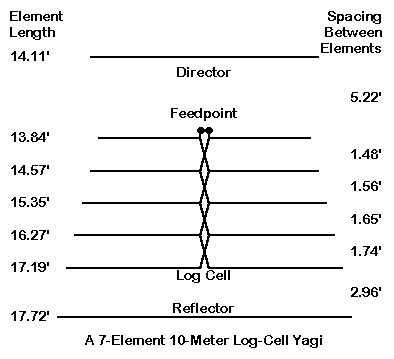 Element
Length
Spacing
Between
Elements
14.11'
Director
5.22'
Feedpoint
13.84'
1.48'
14.57'
1.56'
15.35'
1.65'
16.27'
1.74'
17.19'
Log Cell
2.96'
Reflector
17.72'
A 7-Element 10-Meter Log-Cell Yagi